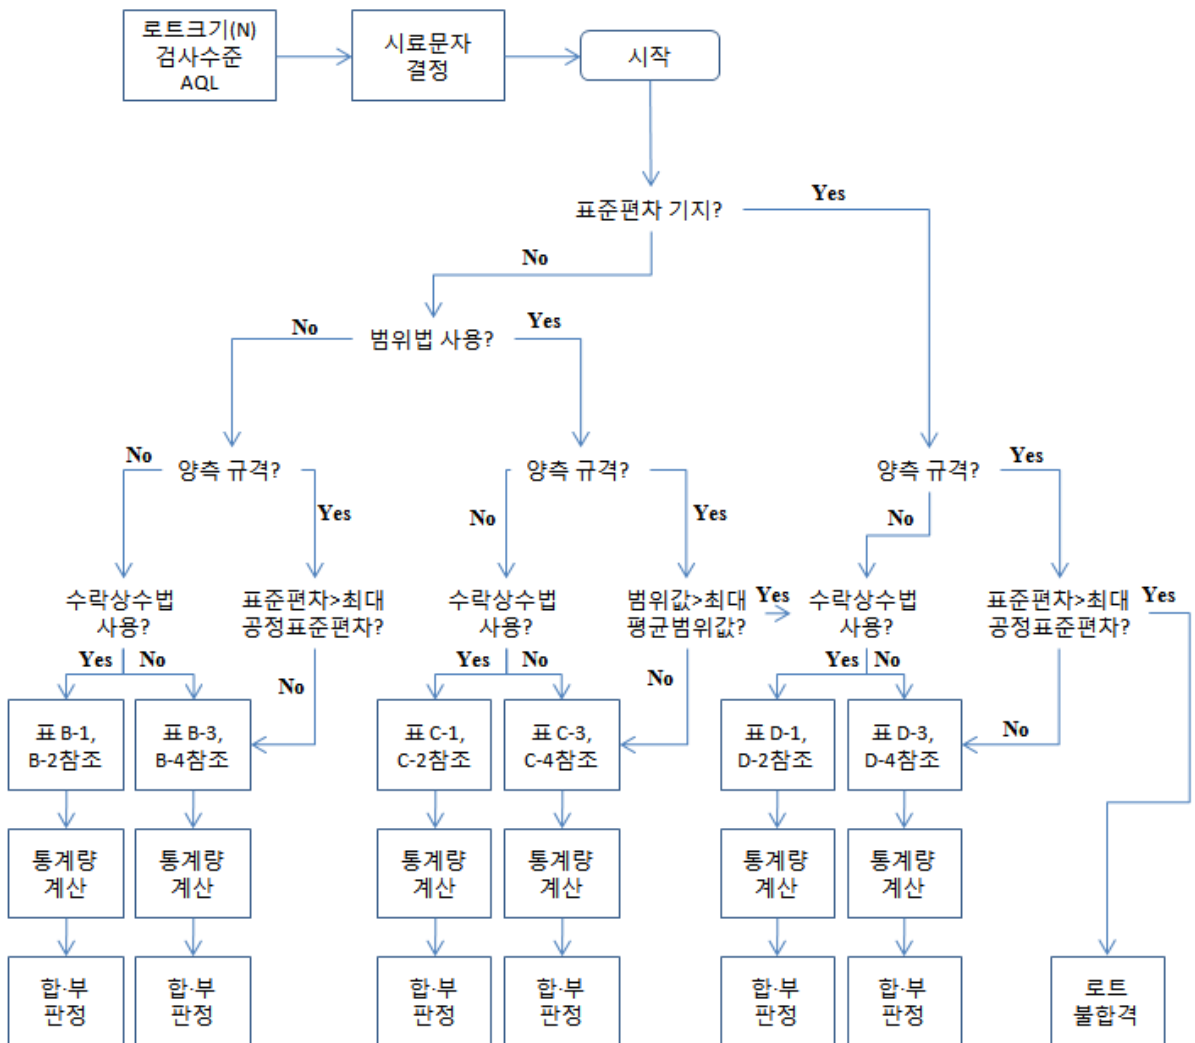 로트크기(N)
검사수준
AQL
시료문자
결정
시작
표준편차 기지?
Yes
No
범위법 사용?
No
Yes
양측 규격?
No
Yes
양측 규격?
No
Yes
양측 규격?
No
Yes
수락상수법
사용?
Yes
No
표준편차>최대
공정표준편차?
No
수락상수법
사용?
Yes
No
범위값>최대
평균범위값?
Yes
No
수락상수법
사용?
Yes
No
표준편차>최대
공정표준편차?
Yes
No
표 B-1,
B-2참조
표 B-3,
B-4참조
표 C-1,
C-2참조
표 C-3,
C-4참조
표 D-1,
D-2참조
표 D-3,
D-4참조
통계량
계산
통계량
계산
통계량
계산
통계량
계산
통계량
계산
통계량
계산
합·부
판정
합·부
판정
합·부
판정
합·부
판정
합·부
판정
합·부
판정
로트
불합격